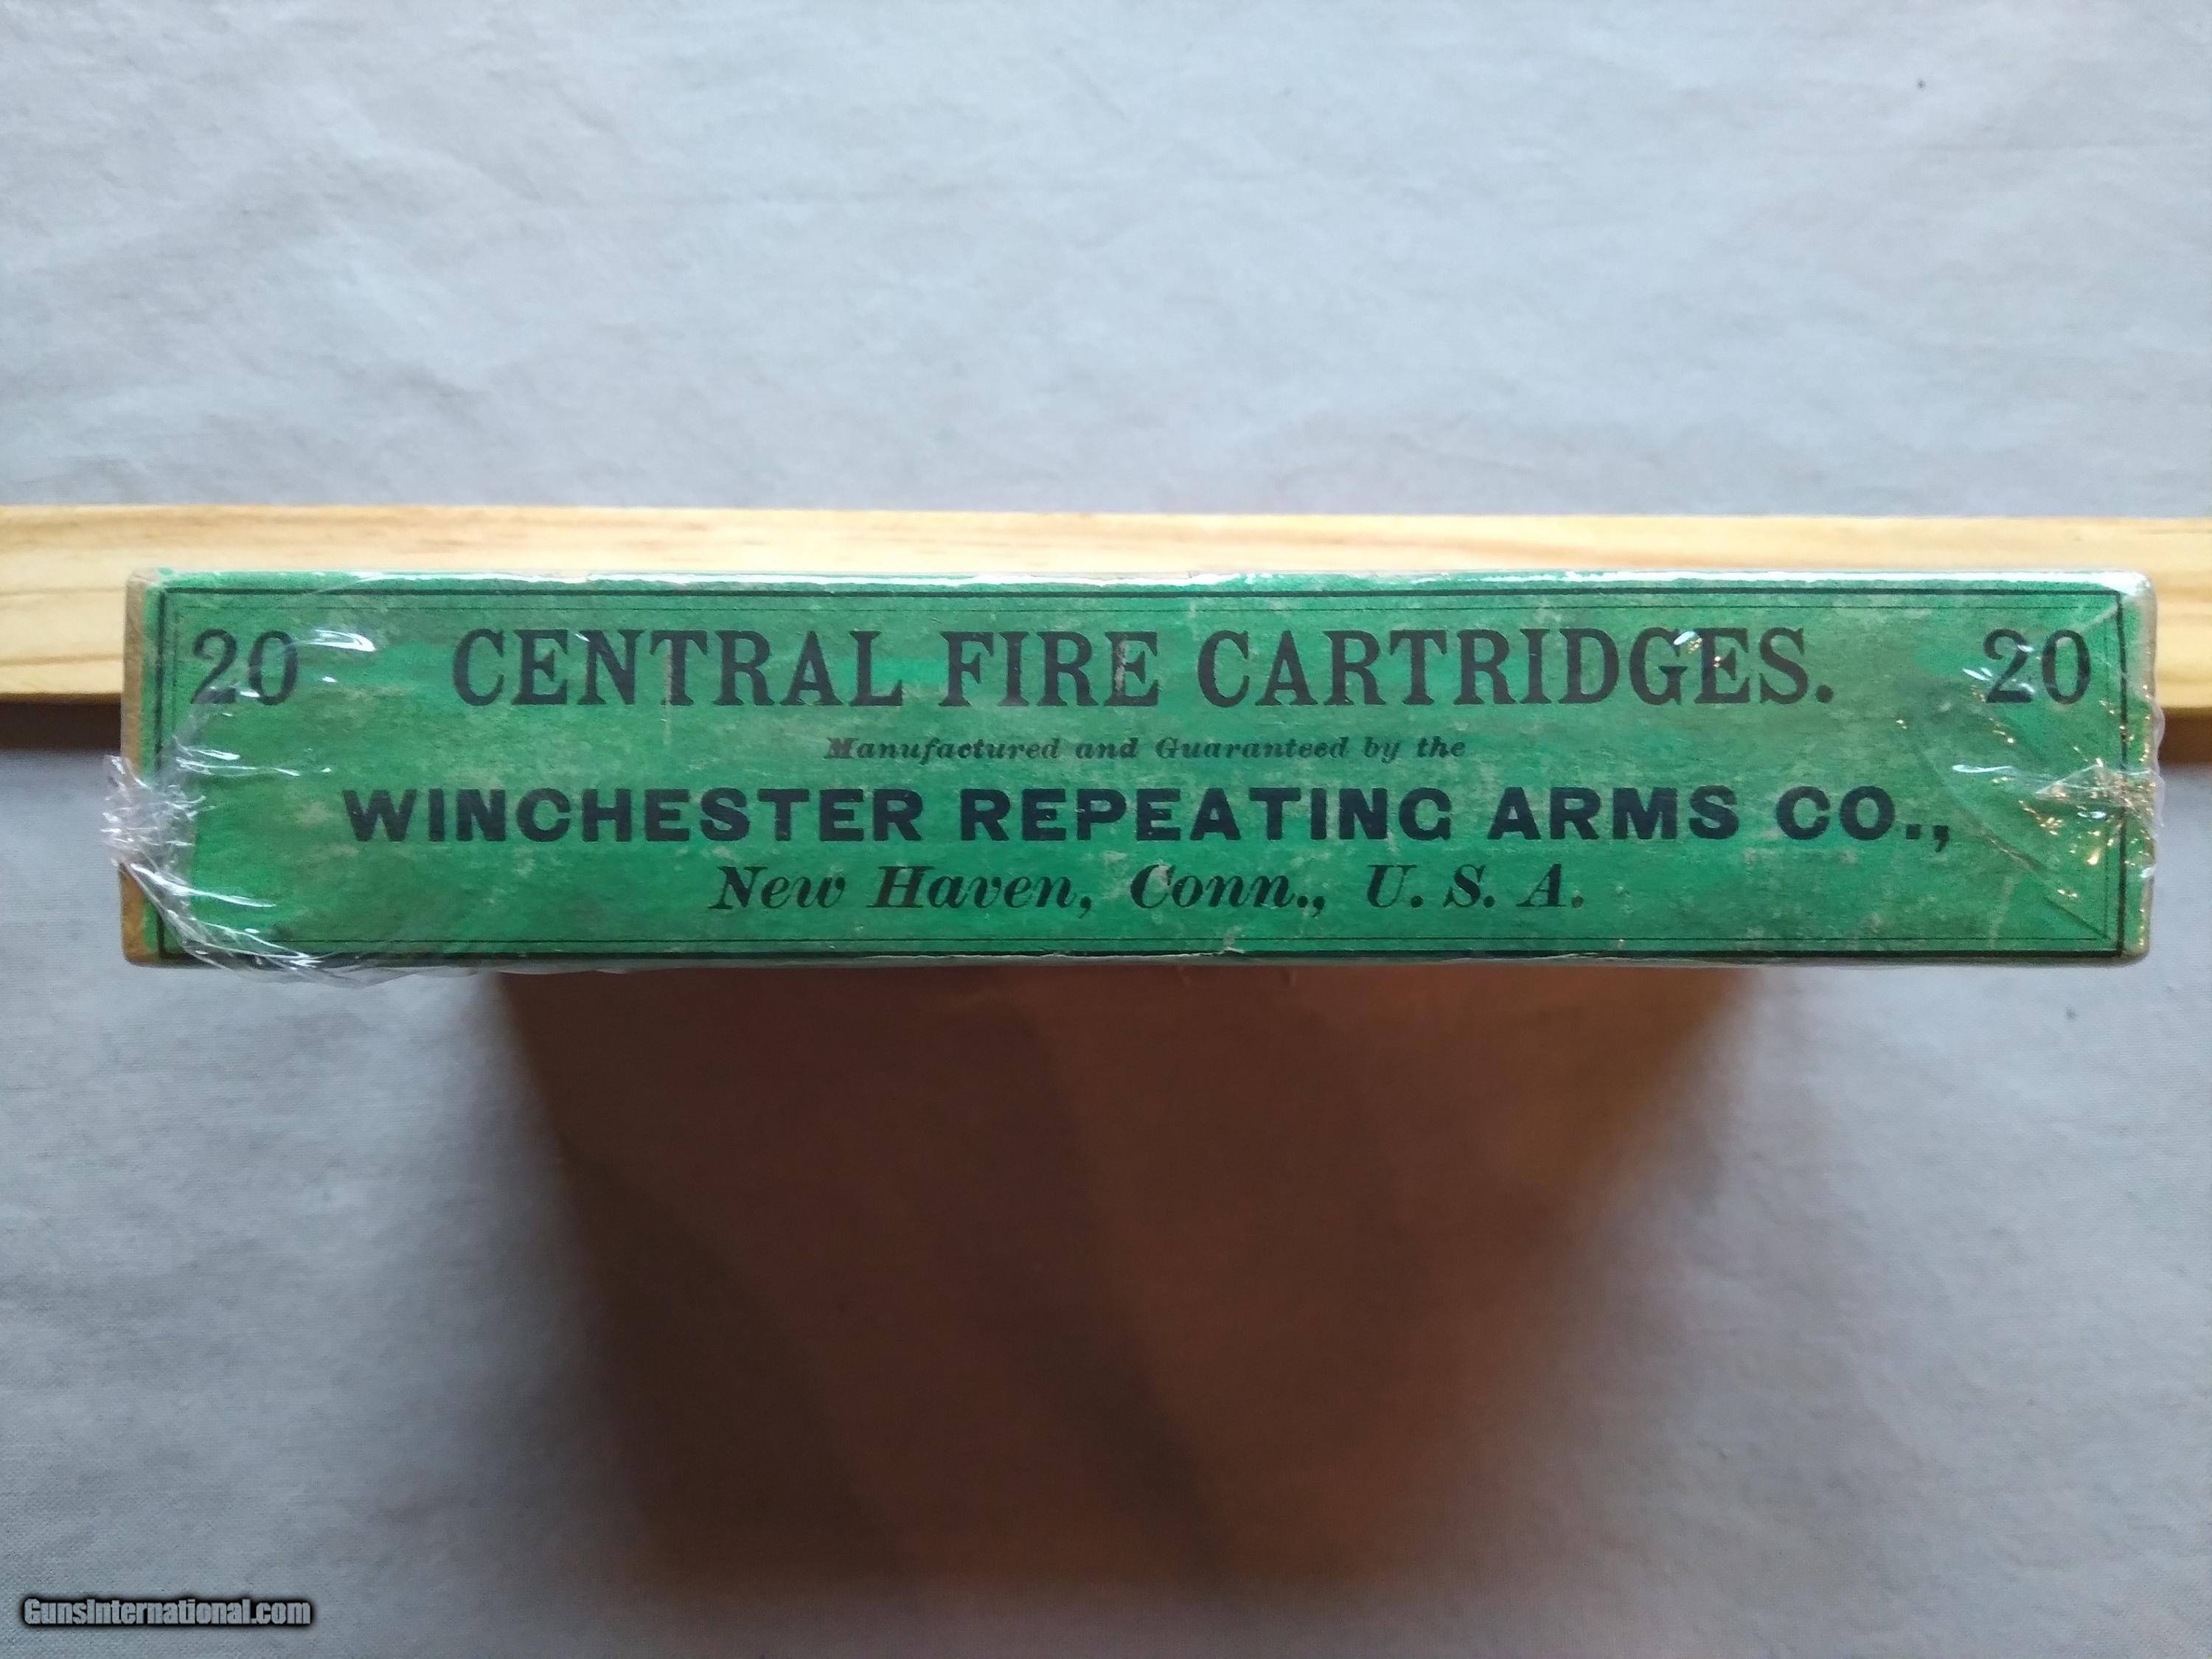 20 CENTRAL FIRE CARTRIDGES. 20
Manufactured and Guaranteed by the
WINCHESTER REPEATING ARMS CO.,
New Haven, Conn., U. S. A.
GunsInternational.com